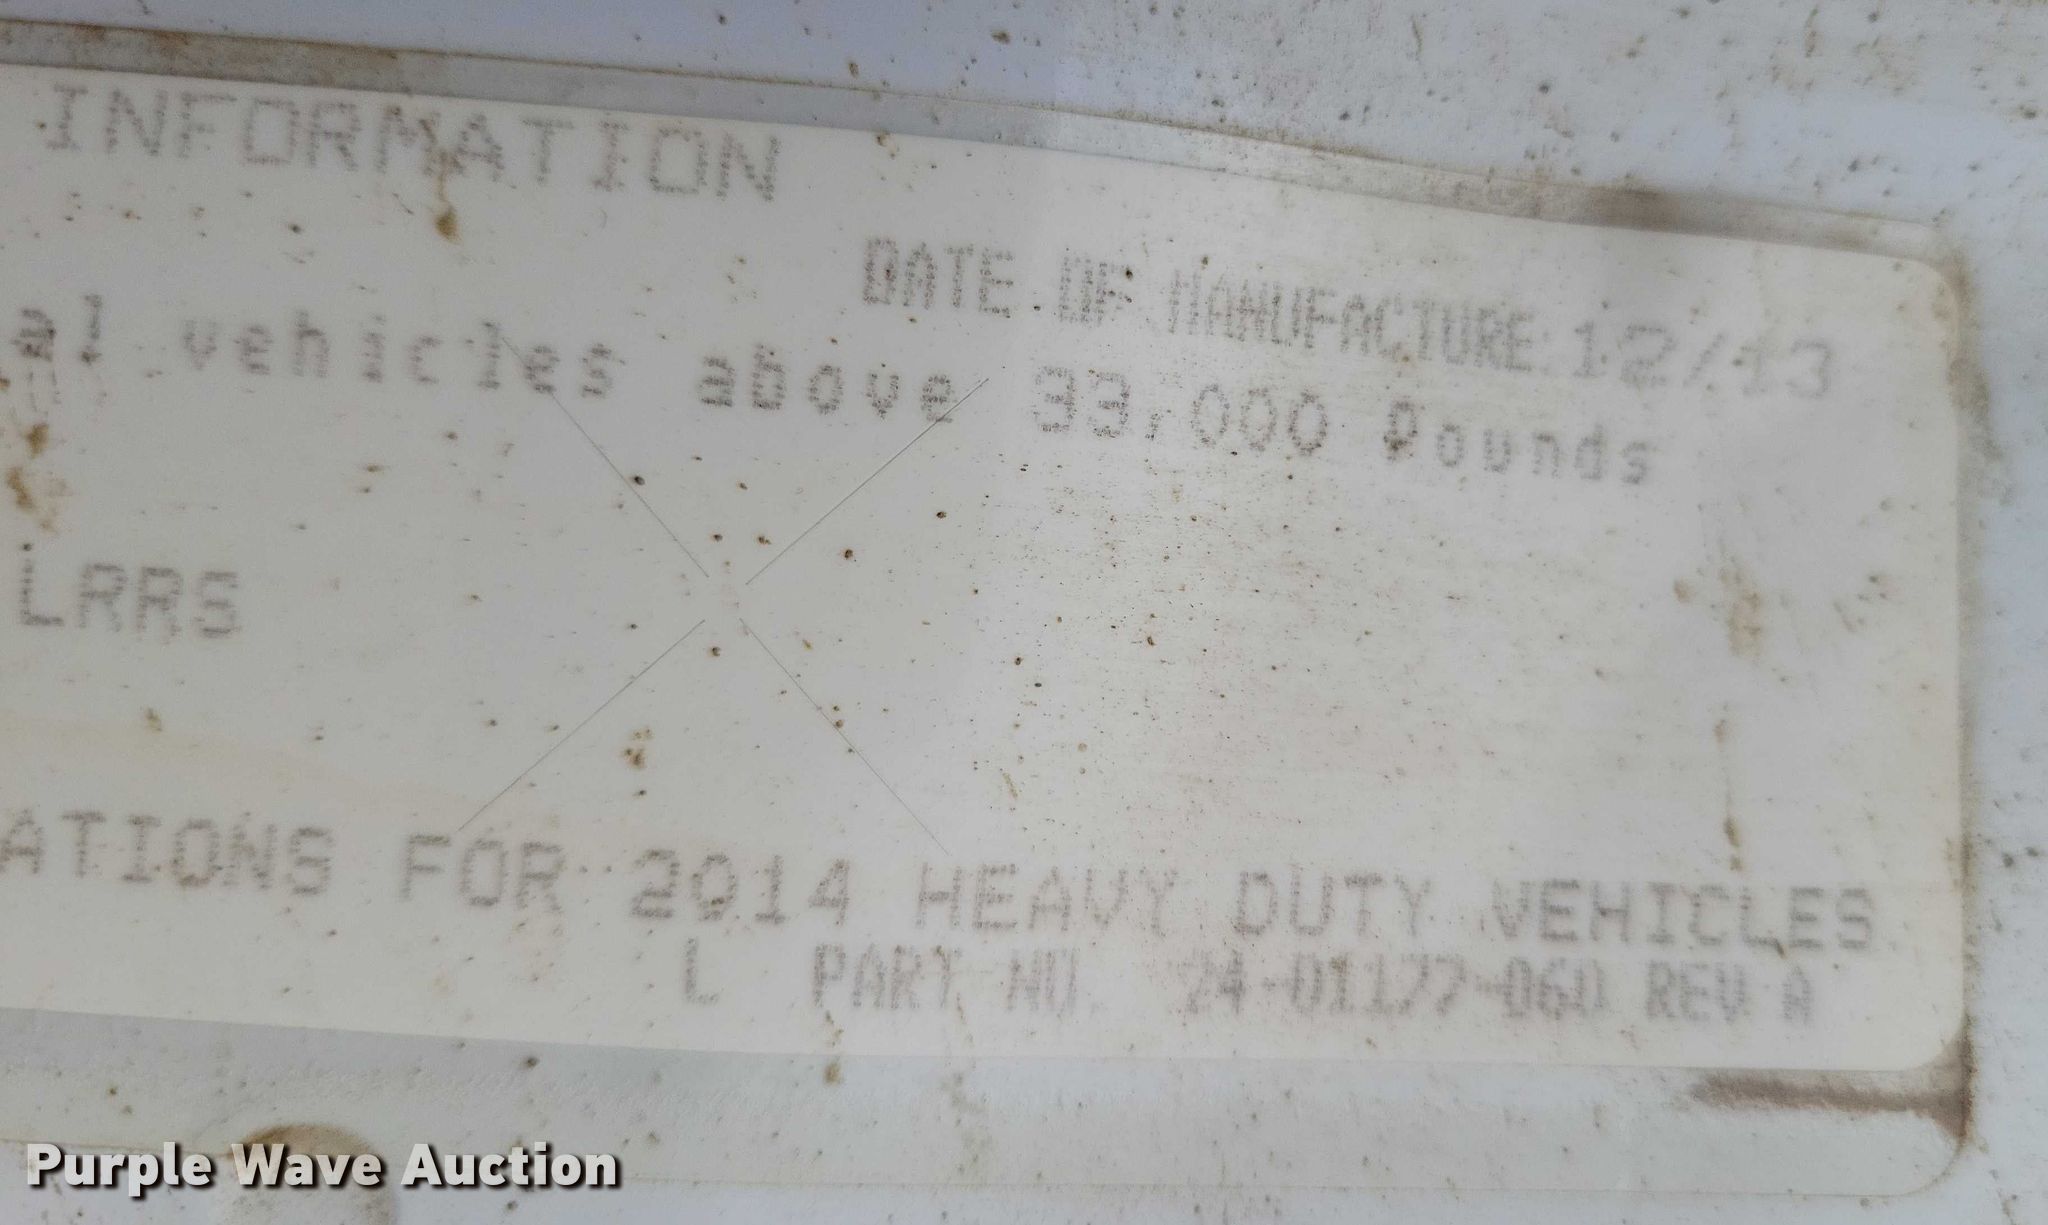 INFORMATION
DATE OF MANUFACTURE: 12/13
vehicles above 33,000 Pounds
LRRS
ATIONS FOR 2014 HEAVY DUTY VEHICLES
L PART NO. 24-01177-060 REV A
Purple Wave Auction